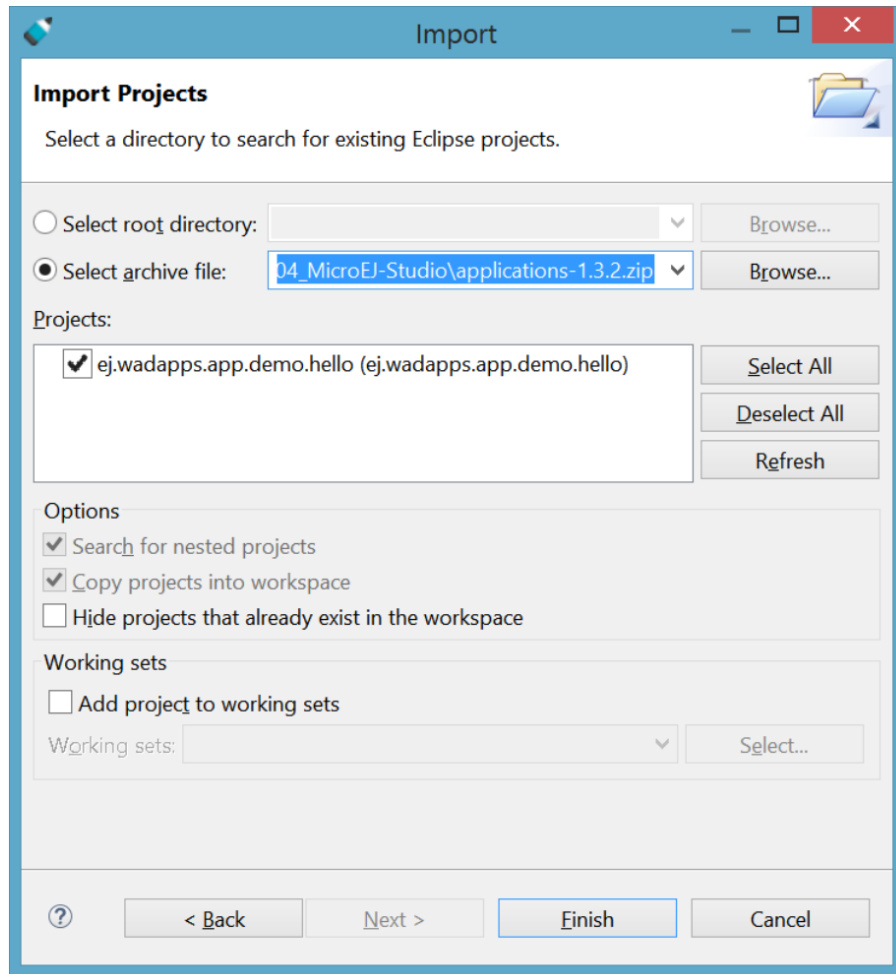 Import
Import Projects
Select a directory to search for existing Eclipse projects.
Select root directory: Browse...
Select archive file: 04_MicroEJ-Studio\applications-1.3.2.zip Browse...
Projects:
ej.wadapps.app.demo.hello (ej.wadapps.app.demo.hello)
Select All
Deselect All
Refresh
Options
Search for nested projects
Copy projects into workspace
Hide projects that already exist in the workspace
Working sets
Add project to working sets
Working sets: Select...
? < Back Next > Finish Cancel